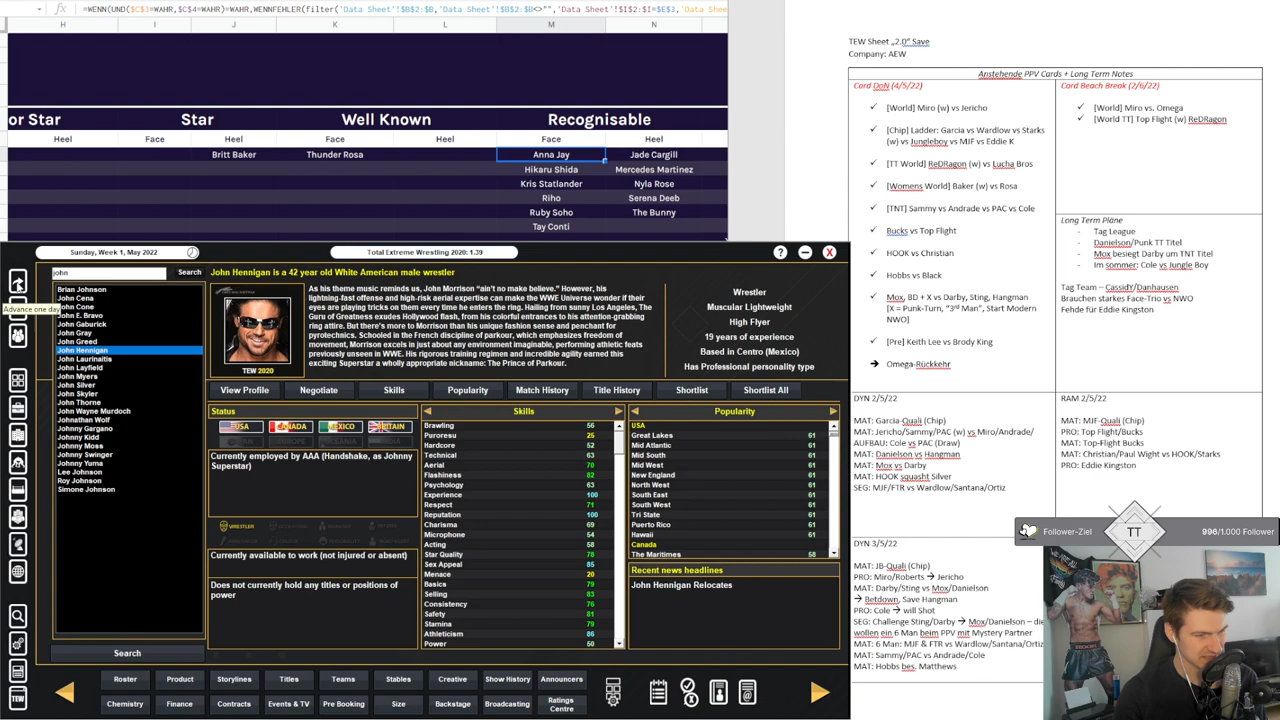 =WENN(UND($C$3=WAHR,$C$4=WAHR)=WAHR,WENNFEHLER(filter('Data Sheet'!$B$2:$B,'Data Sheet'!$B$2:$B<>"",'Data Sheet'!$I$2:$I=$E$3,'Data Shee
H I J K L M N
or Star Star Well Known Recognisable
Heel Face Heel Face Heel Face Heel
Britt Baker Thunder Rosa Anna Jay Jade Cargill
Hikaru Shida Mercedes Martinez
Kris Statlander Nyla Rose
Riho Serena Deeb
Ruby Soho The Bunny
Tay Conti
Sunday, Week 1, May 2022
Total Extreme Wrestling 2020: 1.39
? X
john
Search
Advance one day
Brian Johnson
John Cena
John Cone
John E. Bravo
John Gaburick
John Gray
John Greed
John Hennigan
John Laurinaitis
John Layfield
John Myers
John Silver
John Skyler
John Thorne
John Wayne Murdoch
Johnathan Wolf
Johnny Gargano
Johnny Kidd
Johnny Moss
Johnny Swinger
Johnny Yuma
Lee Johnson
Roy Johnson
Simone Johnson
Search
John Hennigan is a 42 year old White American male wrestler
TEW 2020
As his theme music reminds us, John Morrison "ain't no make believe." His
lightning-fast offense and high-risk aerial expertise can make the WWE Universe wonder if their
eyes are playing tricks on them every time he enters the ring. Hailing from sunny Los Angeles, The
Guru of Greatness exudes Hollywood flash, from his colorful entrances to his attention-grabbing
ring attire. But there's more to Morrison than his unique fashion sense and penchant for
pyrotechnics. Schooled in the French discipline of parkour, which emphasizes freedom of
movement, Morrison excels in just about any environment imaginable, performing athletic feats
previously unseen in WWE. His rigorous training regimen and incredible agility earned this
exciting Superstar a wholly appropriate nickname: The Prince of Parkour.
Wrestler
Muscular Lightweight
High Flyer
19 years of experience
Based in Centro (Mexico)
Has Professional personality type
View Profile Negotiate Skills Popularity Match History Title History Shortlist Shortlist All
Status
USA CANADA MEXICO BRITAIN
Currently employed by AAA (Handshake, as Johnny
Superstar)
WRESTLER
Currently available to work (not injured or absent)
Does not currently hold any titles or positions of
power
Skills
Brawling 56
Puroresu 25
Hardcore 52
Technical 63
Aerial 70
Flashiness 82
Psychology 63
Experience 100
Respect 71
Reputation 100
Charisma 69
Microphone 54
Acting 58
Star Quality 78
Sex Appeal 85
Menace 20
Basics 79
Selling 83
Consistency 76
Safety 81
Stamina 79
Athleticism 86
Power 50
Popularity
USA
Great Lakes 61
Mid Atlantic 61
Mid South 61
Mid West 61
New England 61
North West 61
South East 61
South West 61
Tri State 61
Puerto Rico 61
Hawaii 61
Canada
The Maritimes 58
Recent news headlines
John Hennigan Relocates
Roster Product Storylines Titles Teams Stables Creative Show History Announcers
Chemistry Finance Contracts Events & TV Pre Booking Size Backstage Broadcasting Ratings Centre
TEW
TEW Sheet „2.0“ Save
Company: AEW
Anstehende PPV Cards + Long Term Notes
Card DoN (4/5/22)
✓ [World] Miro (w) vs Jericho
✓ [Chip] Ladder: Garcia vs Wardlow vs Starks
(w) vs Jungleboy vs MJF vs Eddie K
✓ [TT World] ReDRagon (w) vs Lucha Bros
✓ [Womens World] Baker (w) vs Rosa
✓ [TNT] Sammy vs Andrade vs PAC vs Cole
✓ Bucks vs Top Flight
✓ HOOK vs Christian
✓ Hobbs vs Black
✓ Mox, BD + X vs Darby, Sting, Hangman
[X = Punk-Turn, “3rd Man”, Start Modern
NWO]
✓ [Pre] Keith Lee vs Brody King
➔ Omega-Rückkehr
Card Beach Break (2/6/22)
✓ [World] Miro vs. Omega
✓ [World TT] Top Flight (w) ReDRagon
Long Term Pläne
- Tag League
- Danielson/Punk TT Titel
- Mox besiegt Darby um TNT Titel
- Im sommer: Cole vs Jungle Boy
Tag Team – CassidY/Danhausen
Brauchen starkes Face-Trio vs NWO
Fehde für Eddie Kingston
DYN 2/5/22
MAT: Garcia-Quali (Chip)
MAT: Jericho/Sammy/PAC (w) vs Miro/Andrade/
AUFBAU: Cole vs PAC (Draw)
MAT: Danielson vs Hangman
MAT: Mox vs Darby
MAT: HOOK squasht Silver
SEG: MJF/FTR vs Wardlow/Santana/Ortiz
RAM 2/5/22
MAT: MJF-Quali (Chip)
PRO: Top Flight/Bucks
MAT: Top-Flight Bucks
MAT: Christian/Paul Wight vs HOOK/Starks
PRO: Eddie Kingston
DYN 3/5/22
MAT: JB-Quali (Chip)
PRO: Miro/Roberts ➔ Jericho
MAT: Darby/Sting vs Mox/Danielson
➔ Betdown, Save Hangman
PRO: Cole ➔ will Shot
SEG: Challenge Sting/Darby ➔ Mox/Danielson – die
wollen ein 6 Man beim PPV mit Mystery Partner
MAT: 6 Man: MJF & FTR vs Wardlow/Santana/Ortiz
MAT: Sammy/PAC vs Andrade/Cole
MAT: Hobbs bes. Matthews
Follower-Ziel TT 996/1.000 Follower